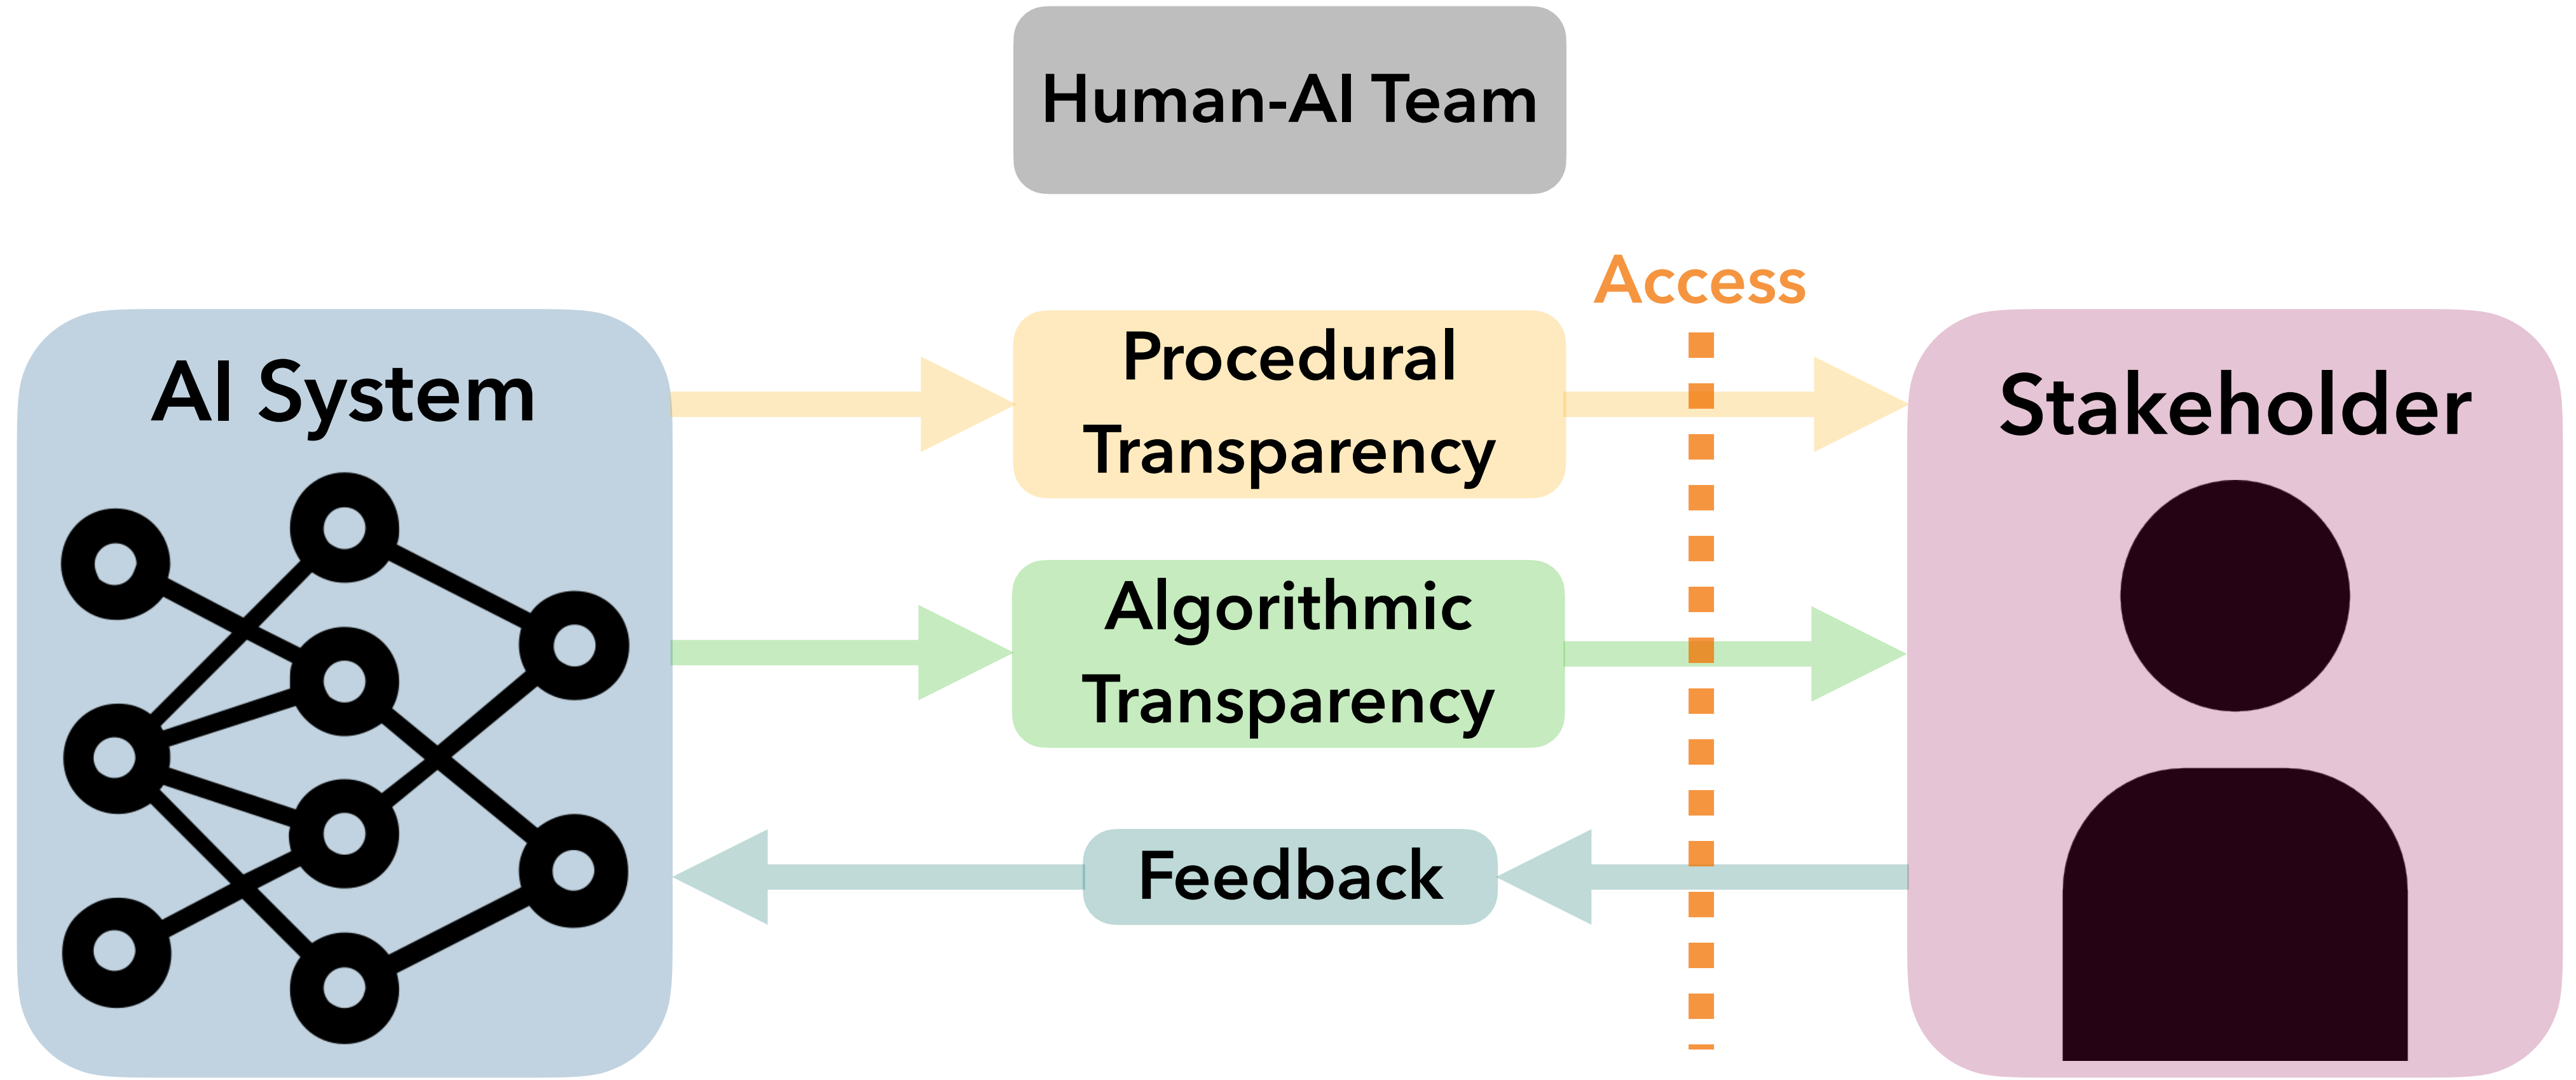 Human-AI Team
Access
AI System
Procedural
Transparency
Stakeholder
Algorithmic
Transparency
Feedback